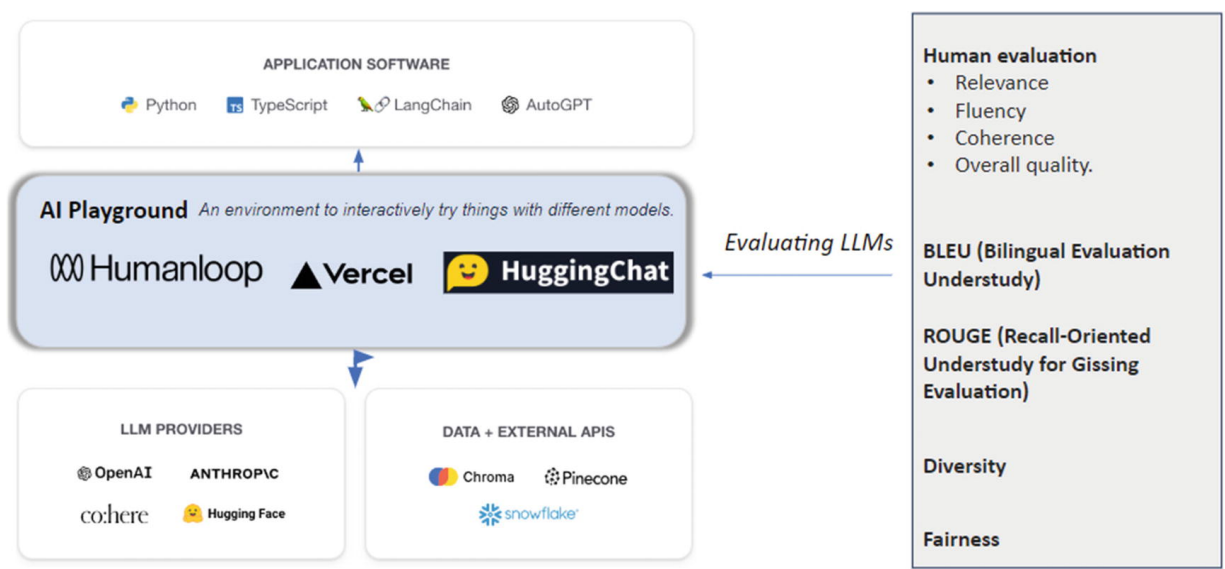 APPLICATION SOFTWARE
Python
TS
TypeScript
LangChain
AutoGPT
AI Playground An environment to interactively try things with different models.
Humanloop
Vercel
HuggingChat
LLM PROVIDERS
OpenAI
ANTHROP\C
co:here
Hugging Face
DATA + EXTERNAL APIS
Chroma
Pinecone
snowflake
Evaluating LLMs
Human evaluation
• Relevance
• Fluency
• Coherence
• Overall quality.
BLEU (Bilingual Evaluation
Understudy)
ROUGE (Recall-Oriented
Understudy for Gissing
Evaluation)
Diversity
Fairness